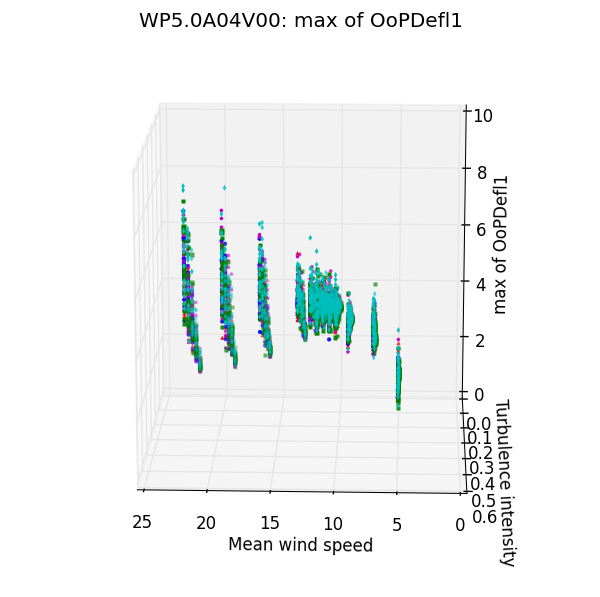 WP5.0A04V00: max of OoPDefl1
10
8
6
4
2
0
max of OoPDefl1
0.0
0.1
0.2
0.3
0.4
0.5
0.6
Turbulence intensity
25 20 15 10 5 0
Mean wind speed